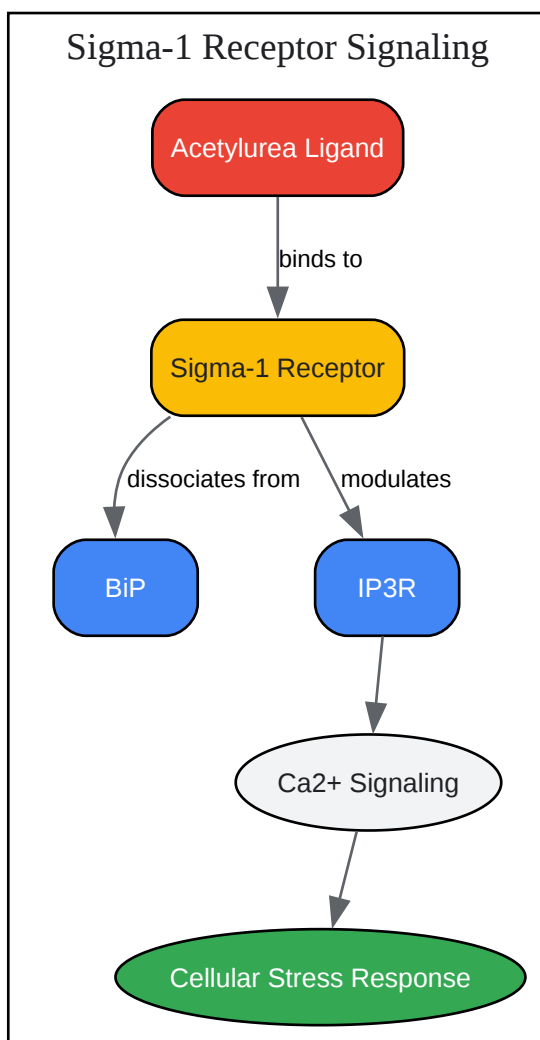 Sigma-1 Receptor Signaling
Acetylurea Ligand
binds to
Sigma-1 Receptor
dissociates from
modulates
BiP
IP3R
Ca2+ Signaling
Cellular Stress Response